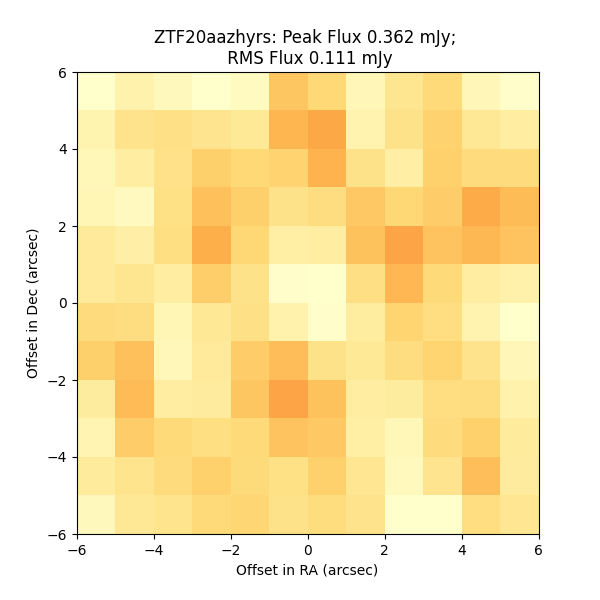 ZTF20aazhyrs: Peak Flux 0.362 mJy;
RMS Flux 0.111 mJy
6
4
2
0
−2
−4
−6
Offset in Dec (arcsec)
−6 −4 −2 0 2 4 6
Offset in RA (arcsec)